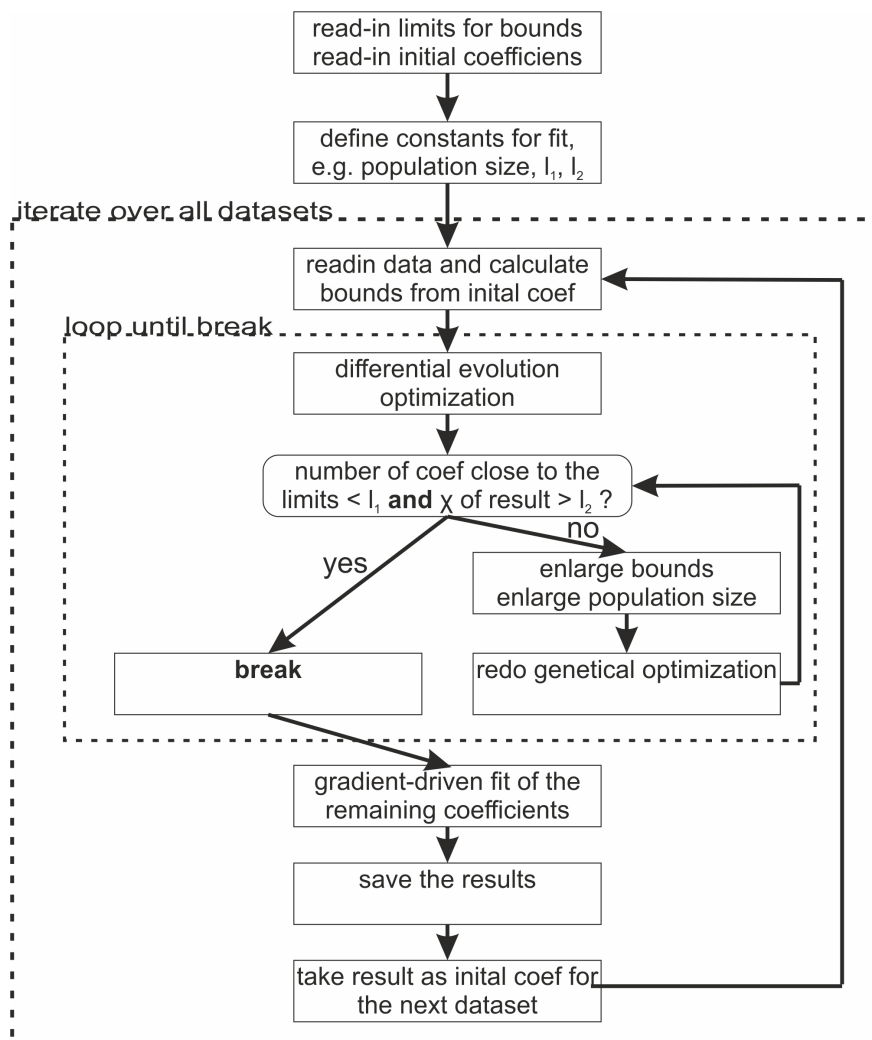 read-in limits for bounds
read-in initial coefficiens
define constants for fit,
e.g. population size, l₁, l₂
iterate over all datasets
readin data and calculate
bounds from inital coef
loop until break
differential evolution
optimization
number of coef close to the
limits < l₁ and χ of result > l₂ ?
no
yes
enlarge bounds
enlarge population size
break
redo genetical optimization
gradient-driven fit of the
remaining coefficients
save the results
take result as inital coef for
the next dataset